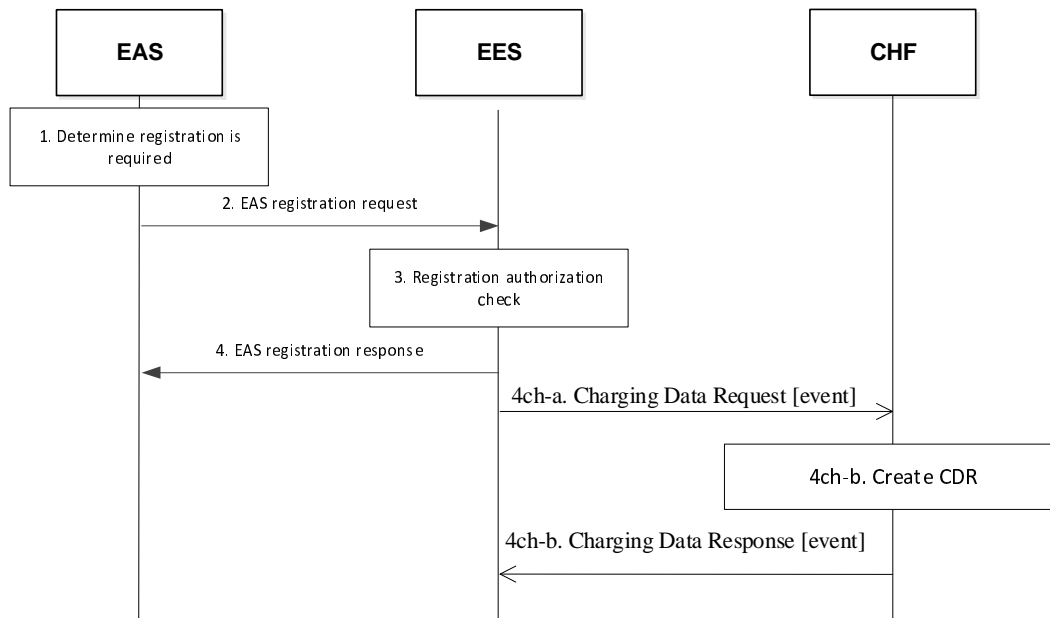 EAS
EES
CHF
1. Determine registration is
required
2. EAS registration request
3. Registration authorization
check
4. EAS registration response
4ch-a. Charging Data Request [event]
4ch-b. Create CDR
4ch-b. Charging Data Response [event]